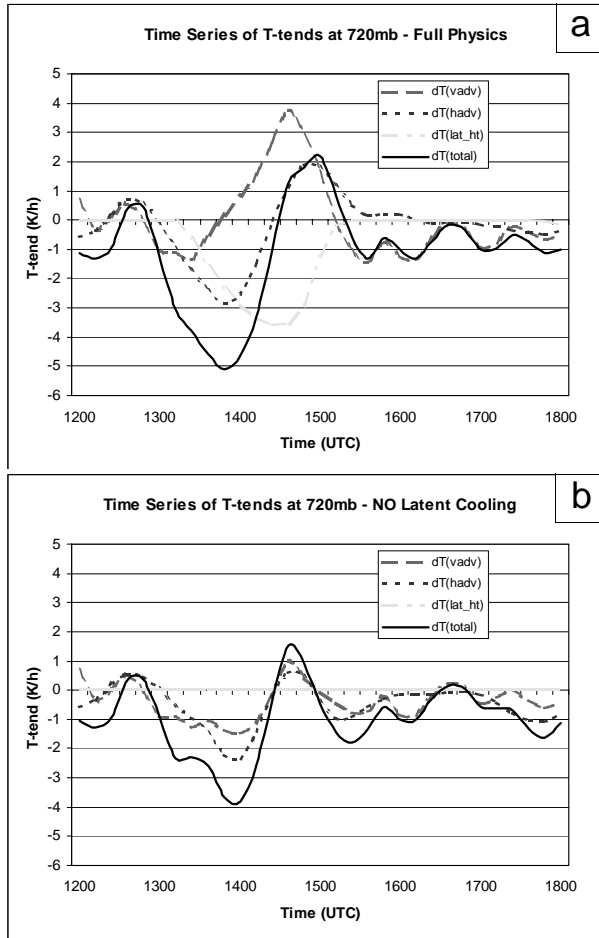 a
Time Series of T-tends at 720mb - Full Physics
dT(vadv)
dT(hadv)
dT(lat_ht)
dT(total)
T-tend (K/h)
5
4
3
2
1
0
-1
-2
-3
-4
-5
-6
1200 1300 1400 1500 1600 1700 1800
Time (UTC)
b
Time Series of T-tends at 720mb - NO Latent Cooling
dT(vadv)
dT(hadv)
dT(lat_ht)
dT(total)
T-tend (K/h)
5
4
3
2
1
0
-1
-2
-3
-4
-5
-6
1200 1300 1400 1500 1600 1700 1800
Time (UTC)